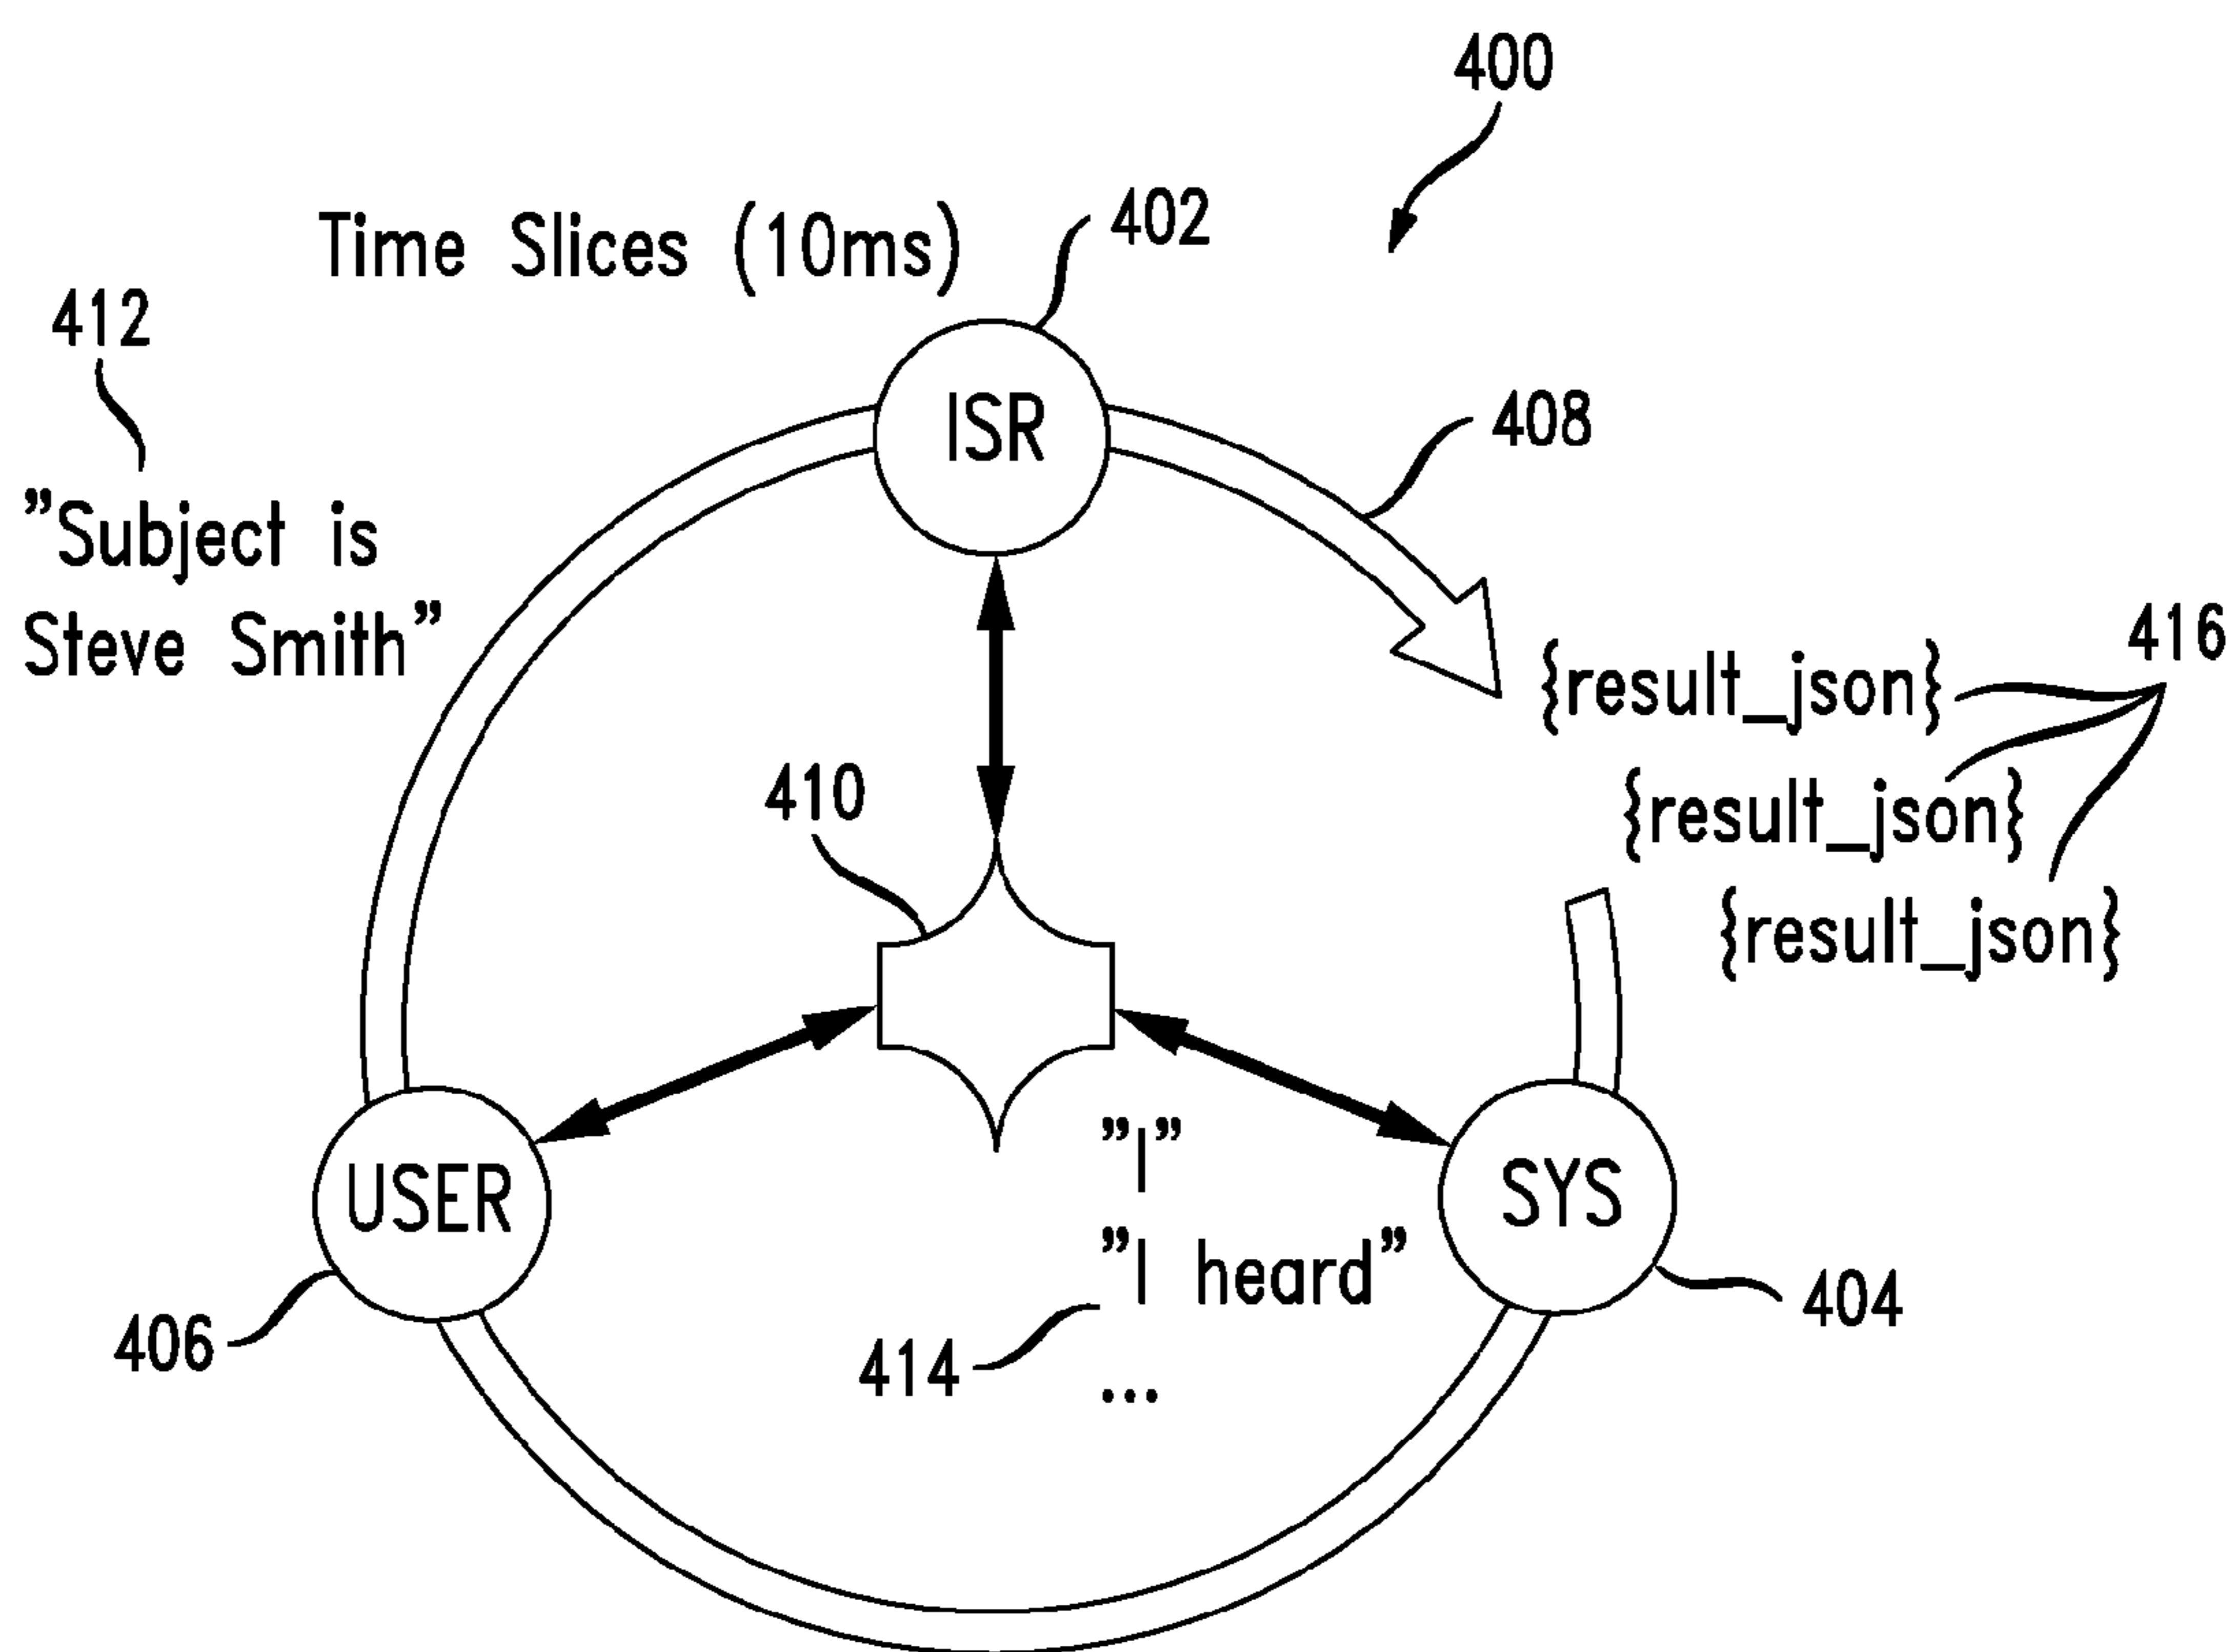 400
Time Slices (10ms)
402
412
ISR
408
"Subject is
Steve Smith"
416
{result_json}
{result_json}
{result_json}
410
"I"
"I heard"
...
USER
SYS
406
414
404